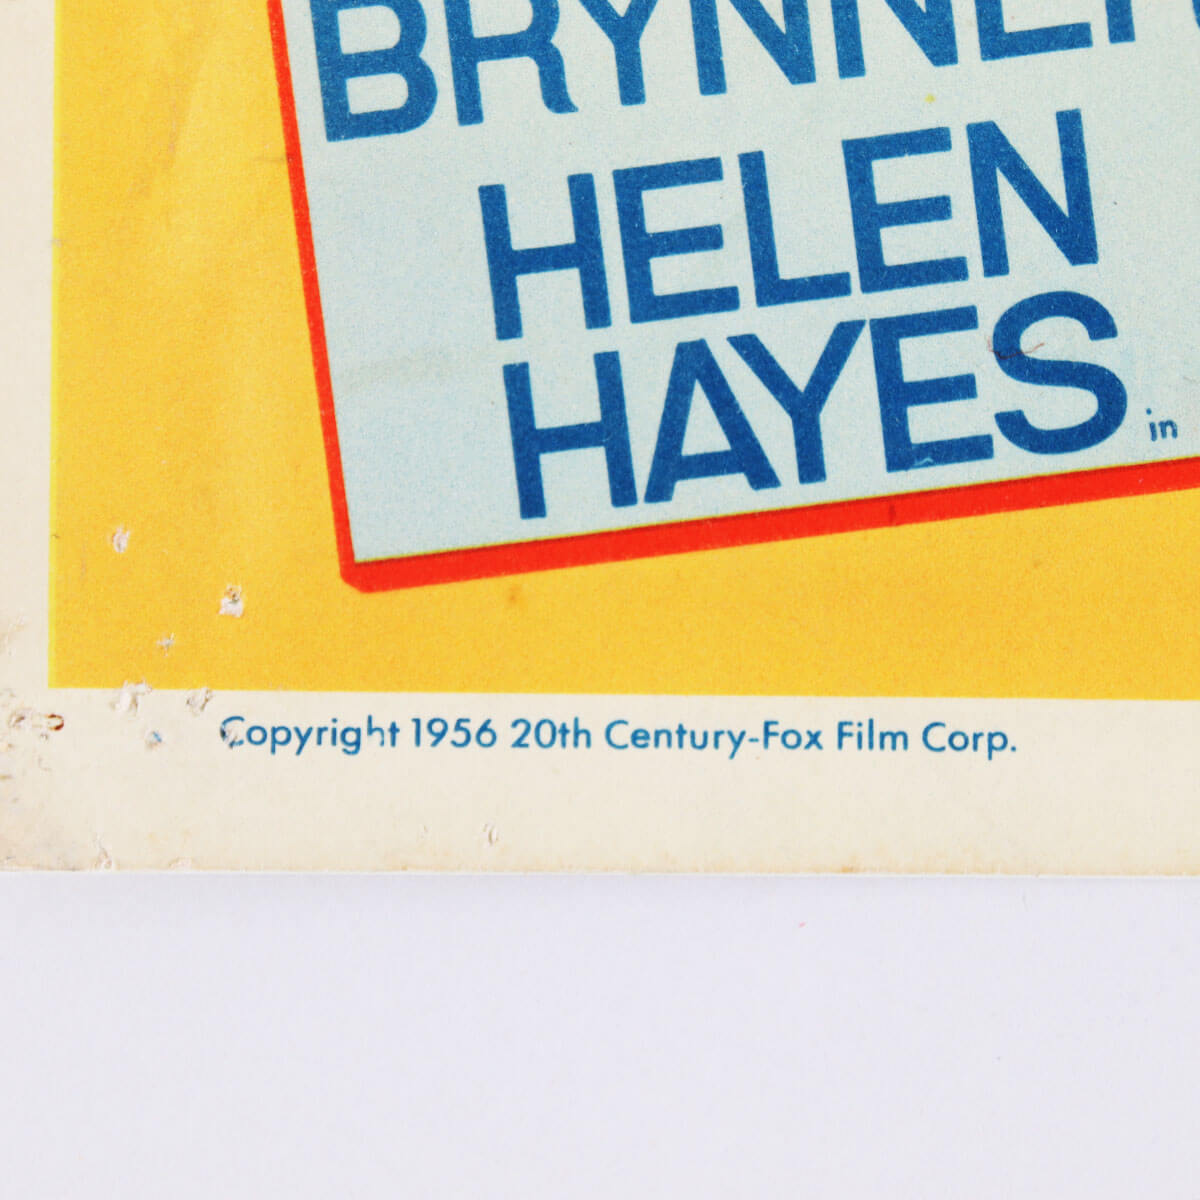 BRYNNER
HELEN
HAYES
in
Copyright 1956 20th Century-Fox Film Corp.